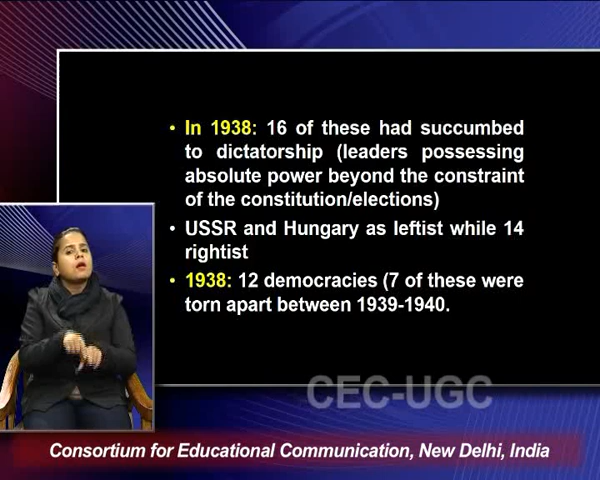 • In 1938: 16 of these had succumbed
to dictatorship (leaders possessing
absolute power beyond the constraint
of the constitution/elections)
• USSR and Hungary as leftist while 14
rightist
• 1938: 12 democracies (7 of these were
torn apart between 1939-1940.
CEC-UGC
Consortium for Educational Communication, New Delhi, India